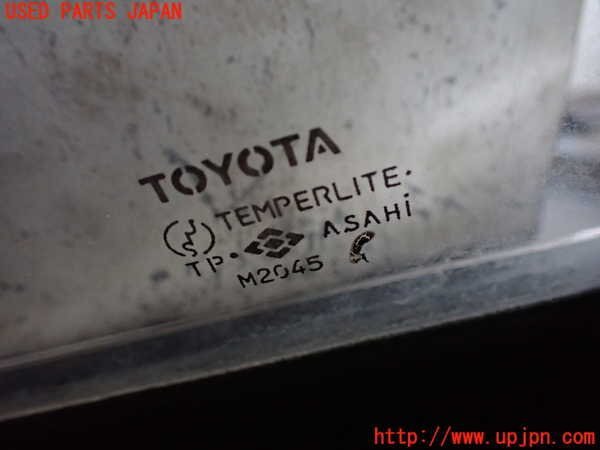 USED PARTS JAPAN
TOYOTA
TEMPERLITE.
TP. ASAHI
M2045
http://www.upjpn.com